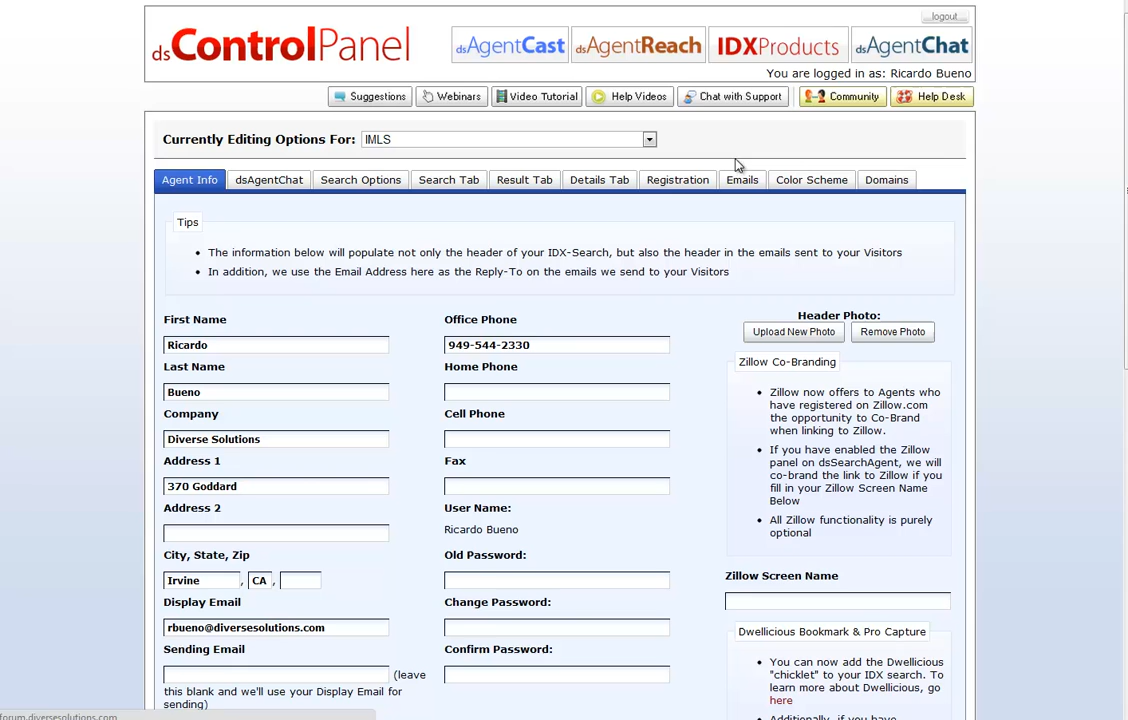 logout
dsControlPanel
dsAgentCast
dsAgentReach
IDXProducts
dsAgentChat
You are logged in as: Ricardo Bueno
Suggestions
Webinars
Video Tutorial
Help Videos
Chat with Support
Community
Help Desk
Currently Editing Options For: IMLS
Agent Info
dsAgentChat
Search Options
Search Tab
Result Tab
Details Tab
Registration
Emails
Color Scheme
Domains
Tips
• The information below will populate not only the header of your IDX-Search, but also the header in the emails sent to your Visitors
• In addition, we use the Email Address here as the Reply-To on the emails we send to your Visitors
First Name
Ricardo
Last Name
Bueno
Company
Diverse Solutions
Address 1
370 Goddard
Address 2
City, State, Zip
Irvine , CA ,
Display Email
rbueno@diversesolutions.com
Sending Email
(leave
this blank and we'll use your Display Email for
sending)
Office Phone
949-544-2330
Home Phone
Cell Phone
Fax
User Name:
Ricardo Bueno
Old Password:
Change Password:
Confirm Password:
Header Photo:
Upload New Photo
Remove Photo
Zillow Co-Branding
• Zillow now offers to Agents who
have registered on Zillow.com
the opportunity to Co-Brand
when linking to Zillow.
• If you have enabled the Zillow
panel on dsSearchAgent, we will
co-brand the link to Zillow if you
fill in your Zillow Screen Name
Below
• All Zillow functionality is purely
optional
Zillow Screen Name
Dwellicious Bookmark & Pro Capture
• You can now add the Dwellicious
"chicklet" to your IDX search. To
learn more about Dwellicious, go
here
• Additionally, if you have
forum.diversesolutions.com